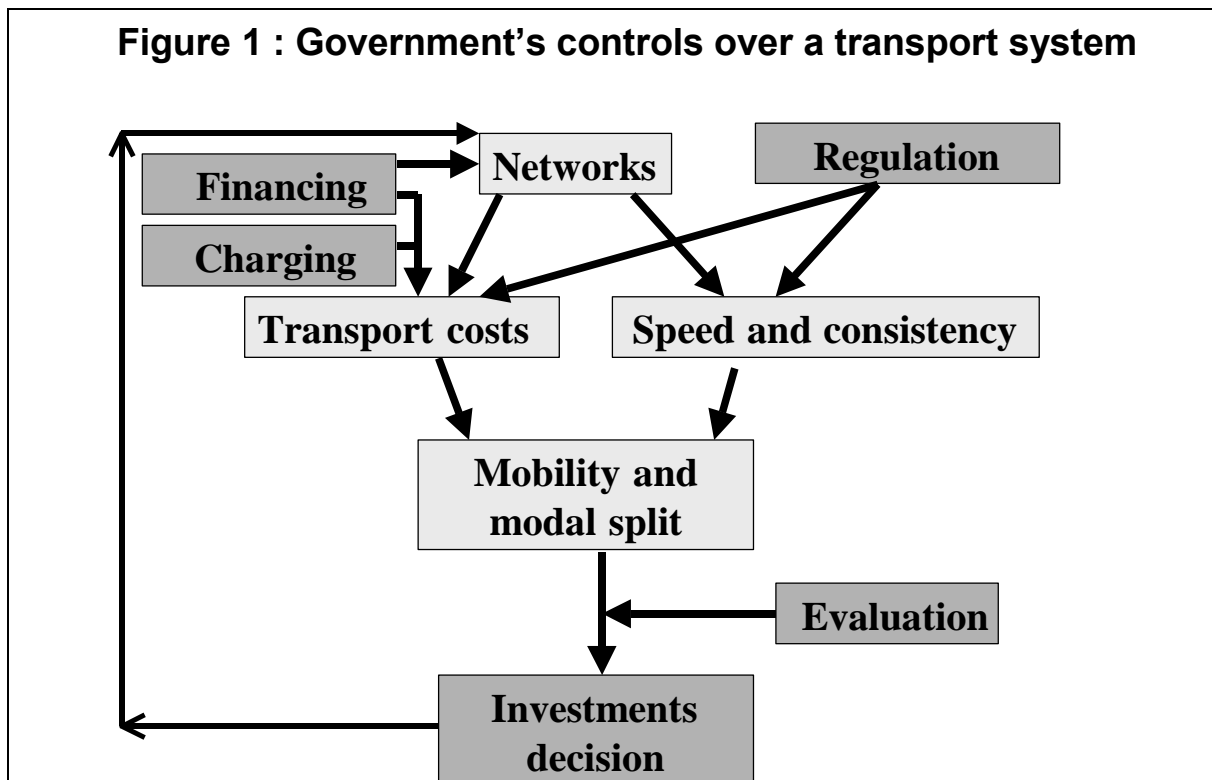 Figure 1 : Government's controls over a transport system
Networks
Regulation
Financing
Charging
Transport costs
Speed and consistency
Mobility and
modal split
Evaluation
Investments
decision